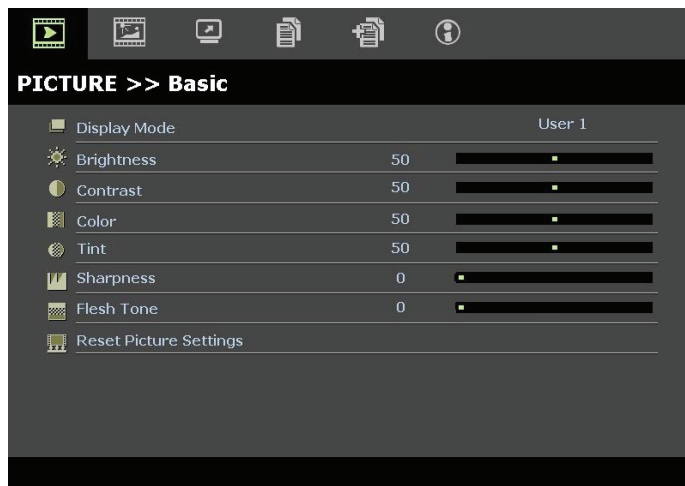 PICTURE >> Basic
Display Mode User 1
Brightness 50
Contrast 50
Color 50
Tint 50
Sharpness 0
Flesh Tone 0
Reset Picture Settings